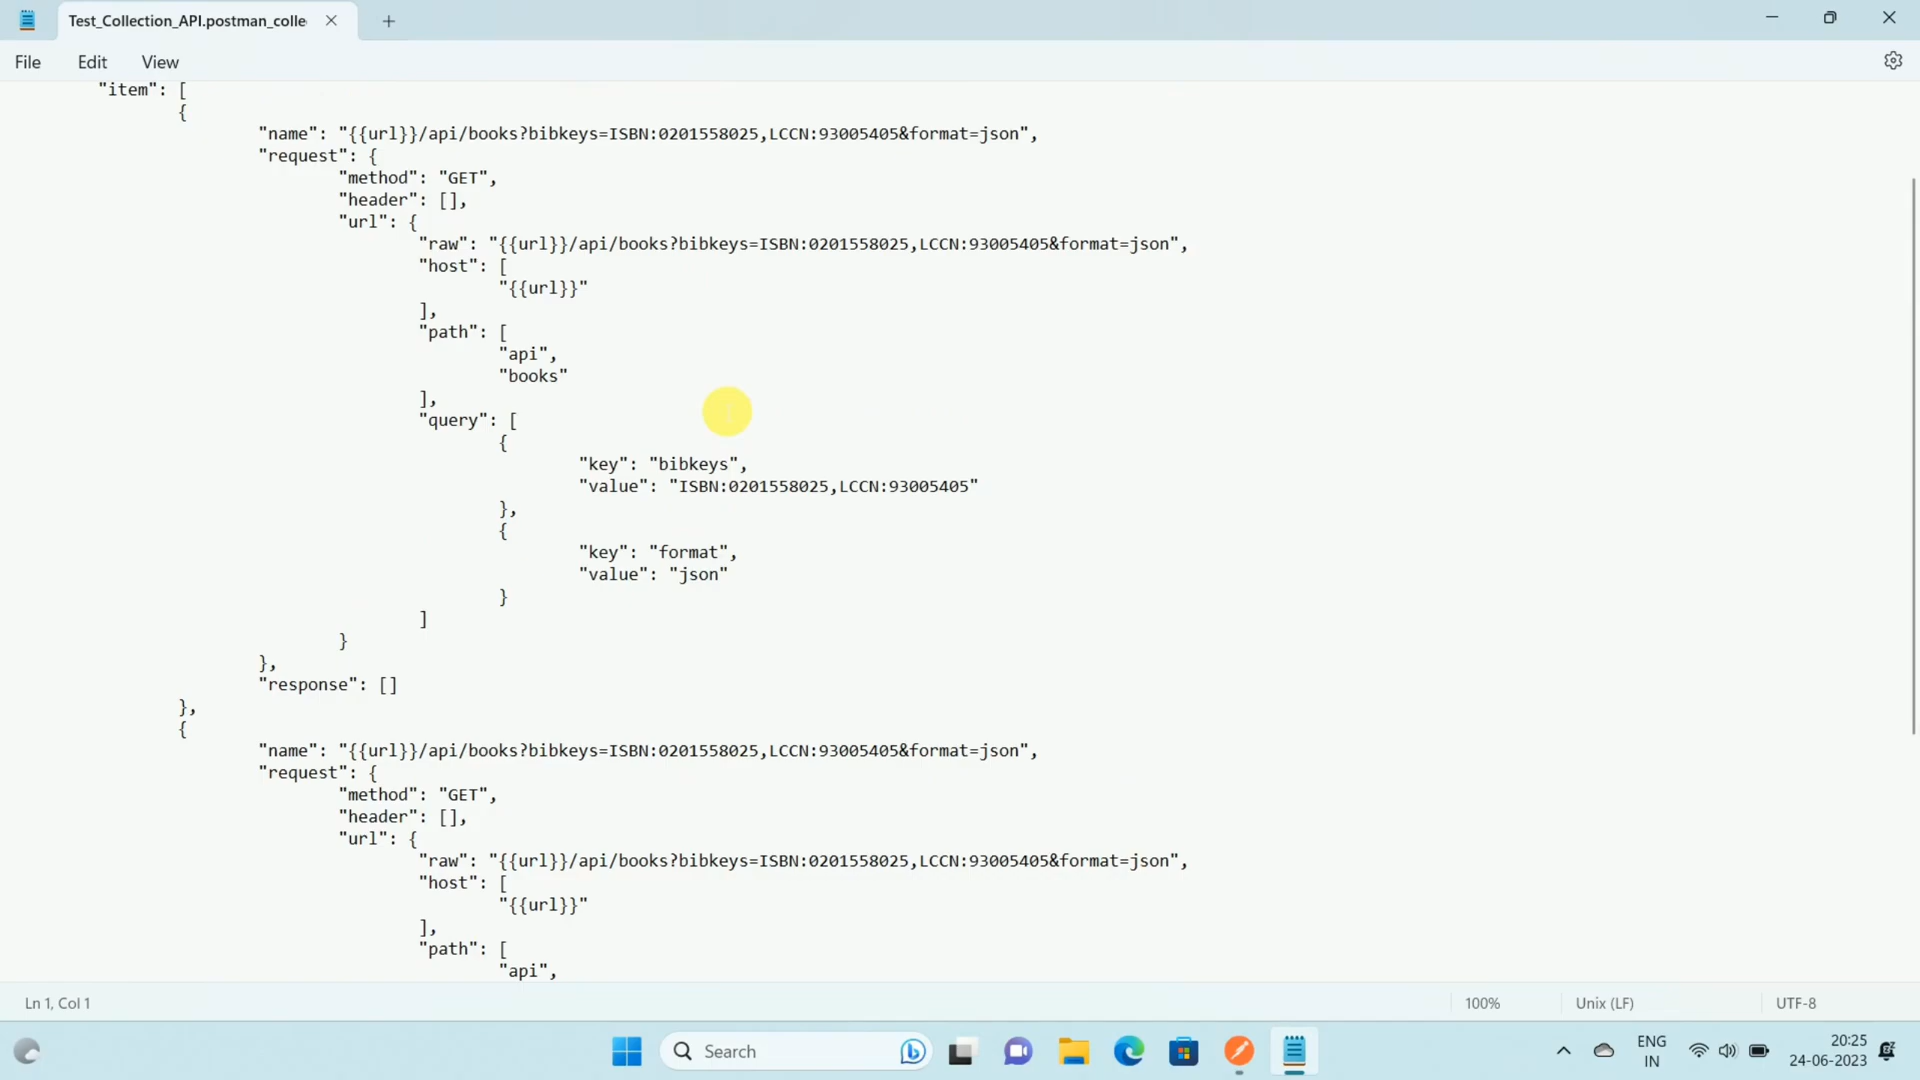 Test_Collection_API.postman_colle
File Edit View
"item": [
{
"name": "{{url}}/api/books?bibkeys=ISBN:0201558025,LCCN:93005405&format=json",
"request": {
"method": "GET",
"header": [],
"url": {
"raw": "{{url}}/api/books?bibkeys=ISBN:0201558025,LCCN:93005405&format=json",
"host": [
"{{url}}"
],
"path": [
"api",
"books"
],
"query": [
{
"key": "bibkeys",
"value": "ISBN:0201558025,LCCN:93005405"
},
{
"key": "format",
"value": "json"
}
]
}
},
"response": []
},
{
"name": "{{url}}/api/books?bibkeys=ISBN:0201558025,LCCN:93005405&format=json",
"request": {
"method": "GET",
"header": [],
"url": {
"raw": "{{url}}/api/books?bibkeys=ISBN:0201558025,LCCN:93005405&format=json",
"host": [
"{{url}}"
],
"path": [
"api",
Ln 1, Col 1 100% Unix (LF) UTF-8
Search
ENG
IN
20:25
24-06-2023